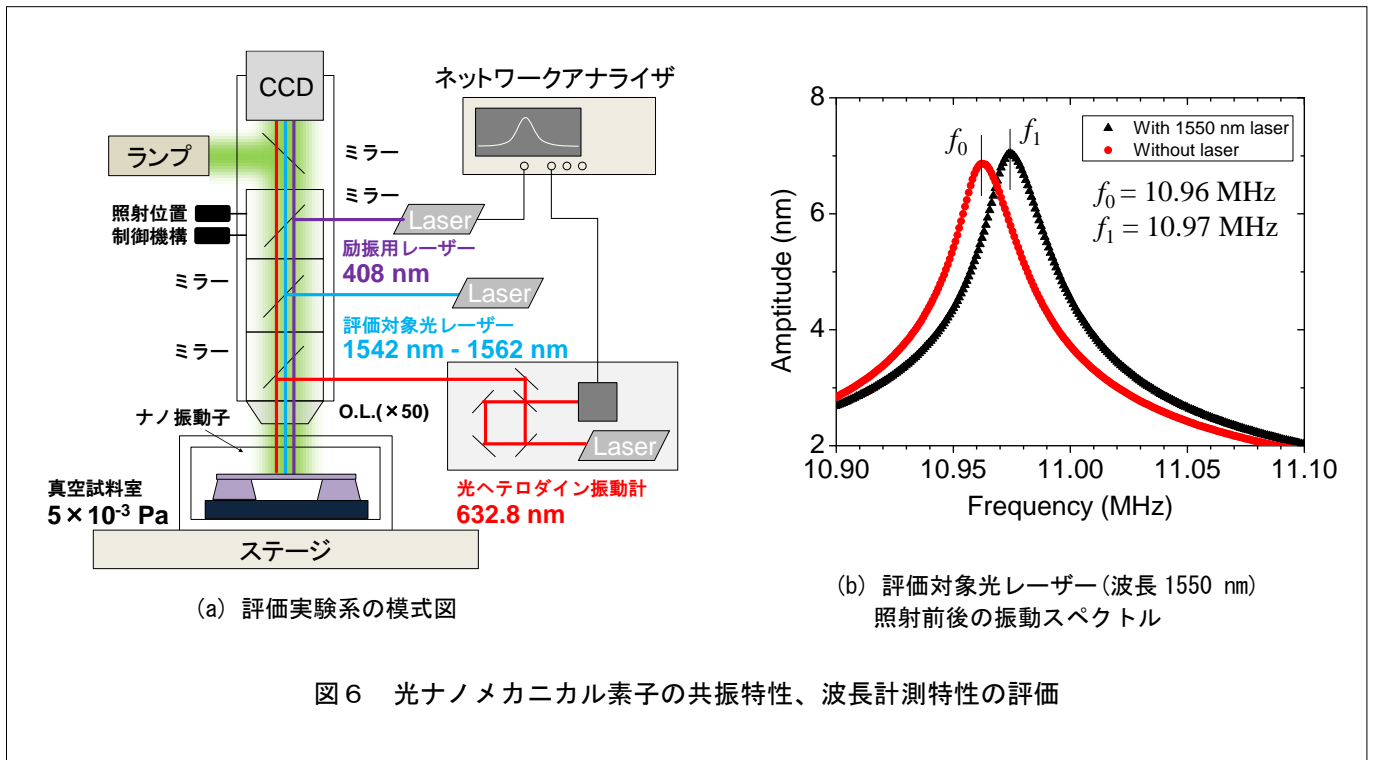 CCD
ランプ
ミラー
ミラー
照射位置
制御機構
ネットワークアナライザ
Laser
励振用レーザー
408 nm
ミラー
Laser
評価対象光レーザー
1542 nm - 1562 nm
ミラー
O.L.(×50)
ナノ振動子
Laser
真空試料室
5×10⁻³ Pa
光ヘテロダイン振動計
632.8 nm
ステージ
(a) 評価実験系の模式図
8
6
4
2
Amptitude (nm)
f₀
f₁
With 1550 nm laser
Without laser
f₀ = 10.96 MHz
f₁ = 10.97 MHz
10.90 10.95 11.00 11.05 11.10
Frequency (MHz)
(b) 評価対象光レーザー(波長 1550 nm)
照射前後の振動スペクトル
図6 光ナノメカニカル素子の共振特性、波長計測特性の評価